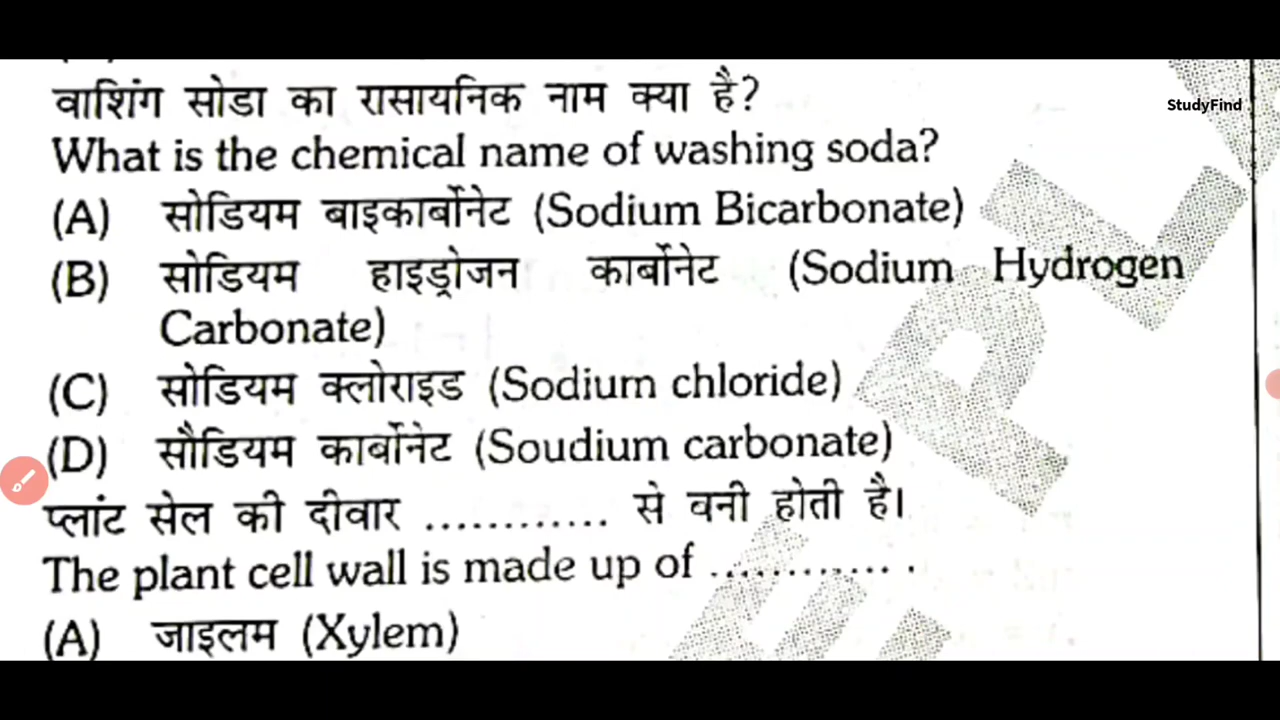 वाशिंग सोडा का रासायनिक नाम क्या है?
StudyFind
What is the chemical name of washing soda?
(A) सोडियम बाइकार्बोनेट (Sodium Bicarbonate)
(B) सोडियम हाइड्रोजन कार्बोनेट (Sodium Hydrogen
Carbonate)
(C) सोडियम क्लोराइड (Sodium chloride)
(D) सौडियम कार्बोनेट (Soudium carbonate)
प्लांट सेल की दीवार ............ से वनी होती है।
The plant cell wall is made up of ............ .
(A) जाइलम (Xylem)